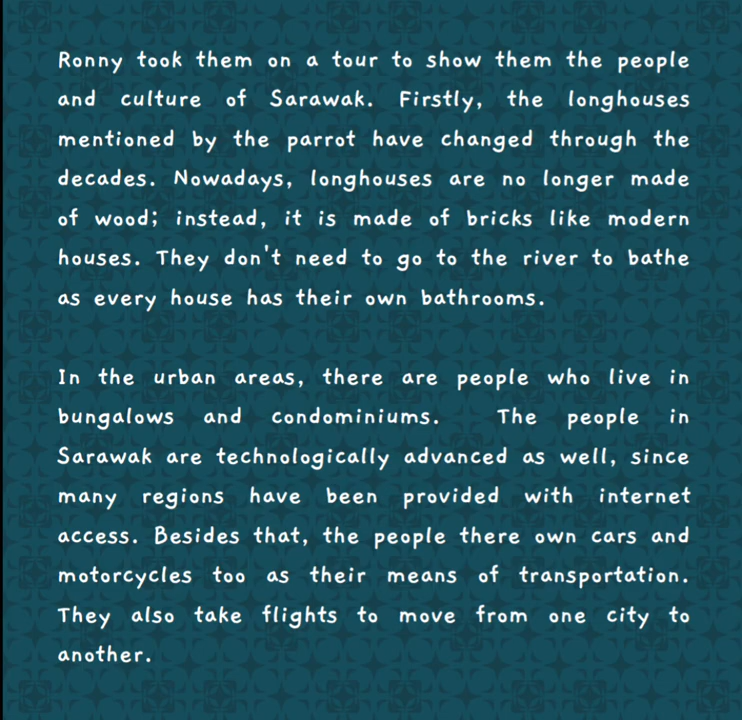 Ronny took them on a tour to show them the people
and culture of Sarawak. Firstly, the longhouses
mentioned by the parrot have changed through the
decades. Nowadays, longhouses are no longer made
of wood; instead, it is made of bricks like modern
houses. They don't need to go to the river to bathe
as every house has their own bathrooms.
In the urban areas, there are people who live in
bungalows and condominiums. The people in
Sarawak are technologically advanced as well, since
many regions have been provided with internet
access. Besides that, the people there own cars and
motorcycles too as their means of transportation.
They also take flights to move from one city to
another.